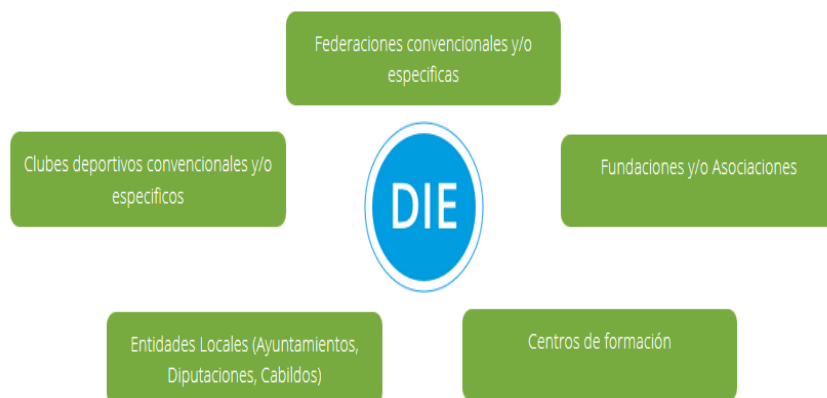 Federaciones convencionales y/o
especificas
Clubes deportivos convencionales y/o
especificos
Fundaciones y/o Asociaciones
DIE
Entidades Locales (Ayuntamientos,
Diputaciones, Cabildos)
Centros de formación